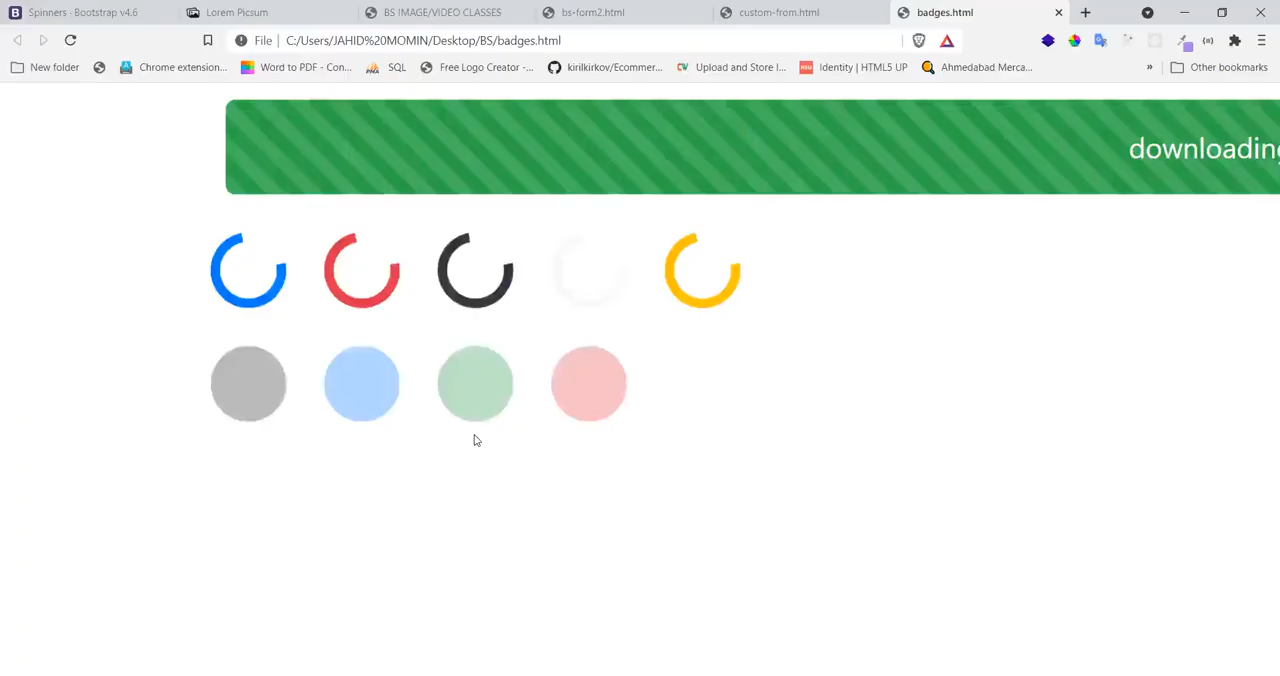 Spinners · Bootstrap v4.6
Lorem Picsum
BS IMAGE/VIDEO CLASSES
bs-form2.html
custom-from.html
badges.html
File | C:/Users/JAHID%20MOMIN/Desktop/BS/badges.html
New folder
Chrome extension...
Word to PDF - Con...
SQL
Free Logo Creator -...
kirilkirkov/Ecommer...
Upload and Store I...
Identity | HTML5 UP
Ahmedabad Merca...
»
Other bookmarks
downloading